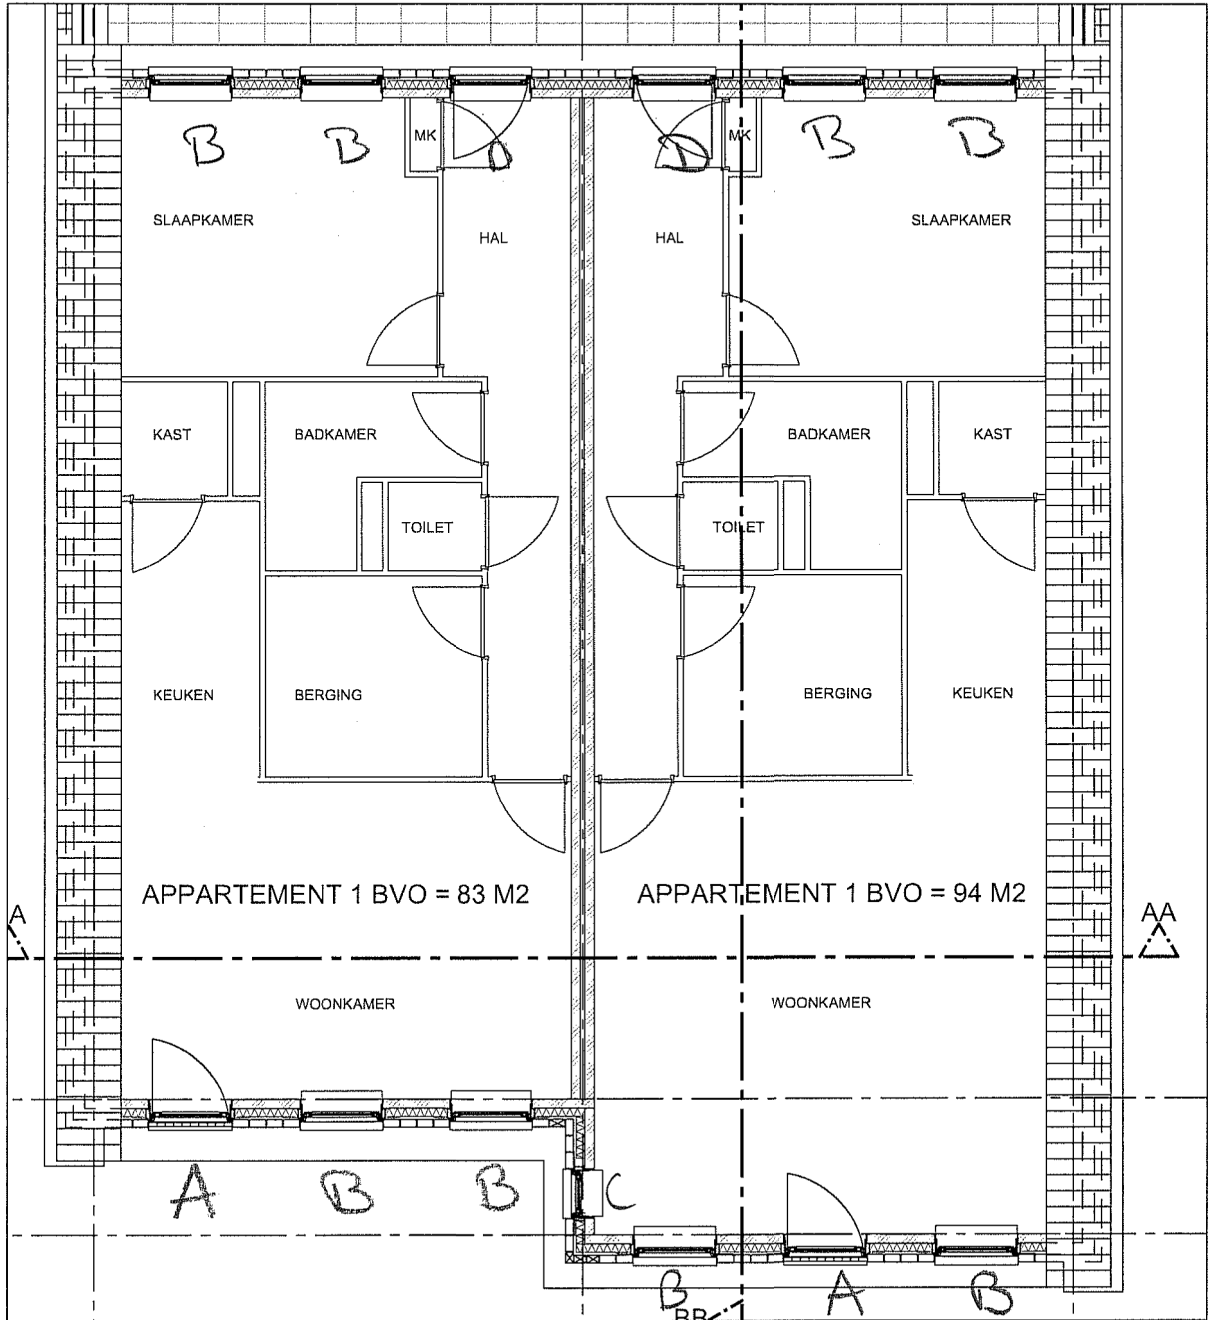 B B D D B B
MK MK
SLAAPKAMER SLAAPKAMER
HAL HAL
KAST BADKAMER BADKAMER KAST
TOILET TOILET
KEUKEN BERGING BERGING KEUKEN
APPARTEMENT 1 BVO = 83 M2 APPARTEMENT 1 BVO = 94 M2
A AA
WOONKAMER WOONKAMER
A B B C
B A B
BB